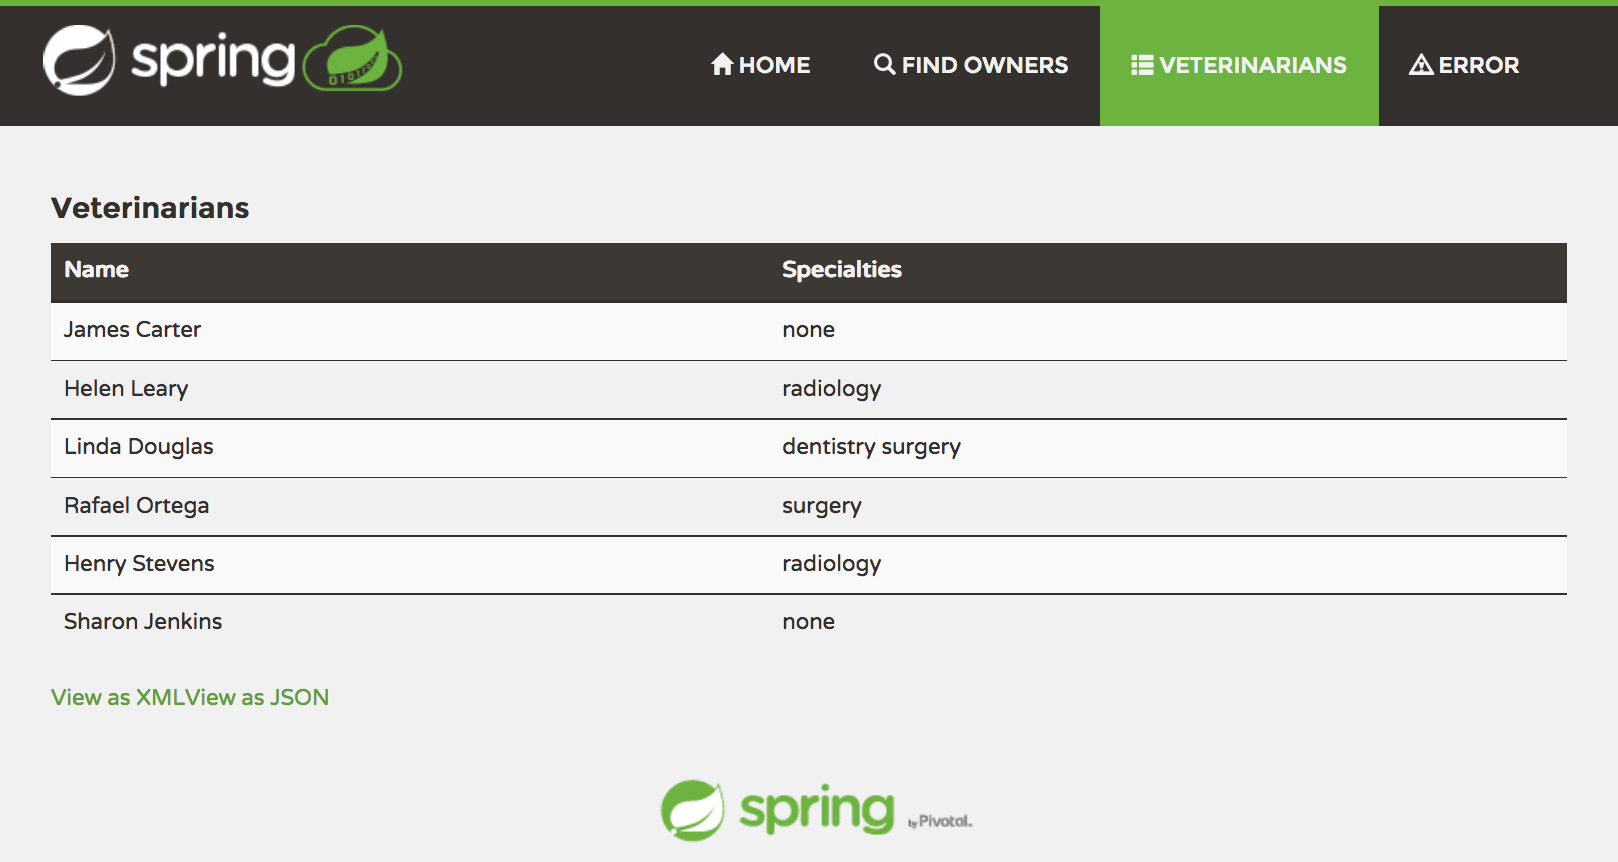 spring HOME FIND OWNERS VETERINARIANS ERROR
Veterinarians
Name Specialties
James Carter none
Helen Leary radiology
Linda Douglas dentistry surgery
Rafael Ortega surgery
Henry Stevens radiology
Sharon Jenkins none
View as XMLView as JSON
spring by Pivotal